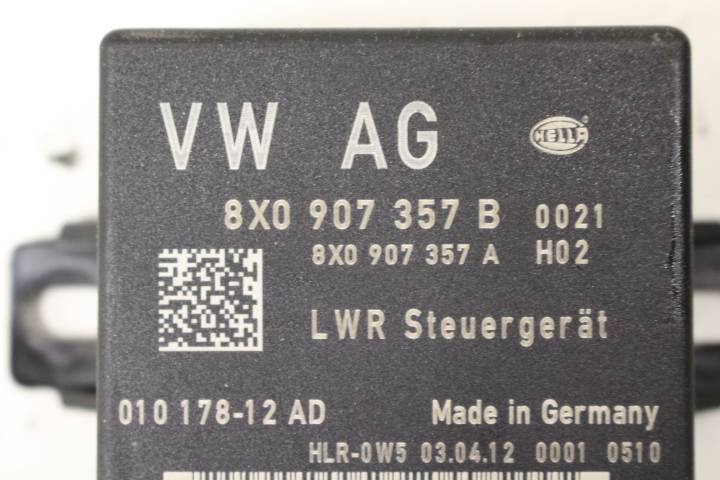 VW AG HELLA
8X0 907 357 B 0021
8X0 907 357 A H02
LWR Steuergerät
010 178-12 AD Made in Germany
HLR-0W5 03.04.12 0001 0510